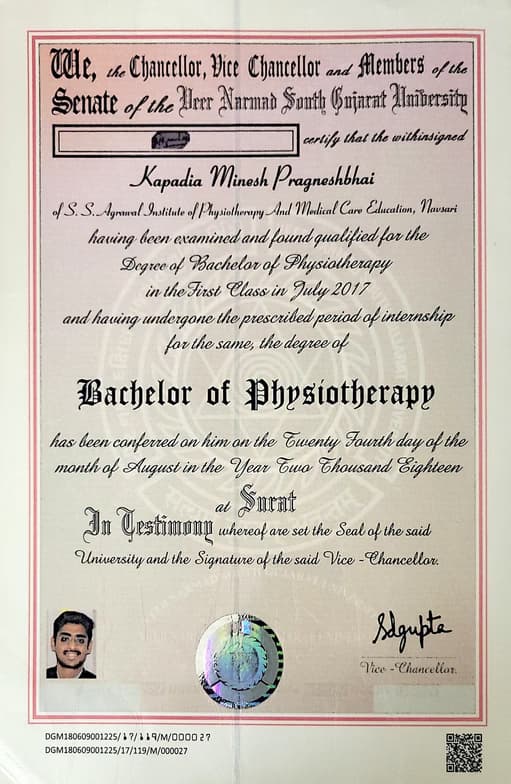 We, the Chancellor, Vice Chancellor and Members of the
Senate of the Veer Narmad South Gujarat University
certify that the withinsigned
Kapadia Minesh Pragneshbhai
of S. S. Agrawal Institute of Physiotherapy And Medical Care Education, Navsari
having been examined and found qualified for the
Degree of Bachelor of Physiotherapy
in the First Class in July 2017
and having undergone the prescribed period of internship
for the same, the degree of
Bachelor of Physiotherapy
has been conferred on him on the Twenty Fourth day of the
month of August in the Year Two Thousand Eighteen
at Surat
In Testimony whereof are set the Seal of the said
University and the Signature of the said Vice - Chancellor.
Sdgupta
Vice - Chancellor.
DGM180609001225/17/119/M/000027
DGM180609001225/17/119/M/000027